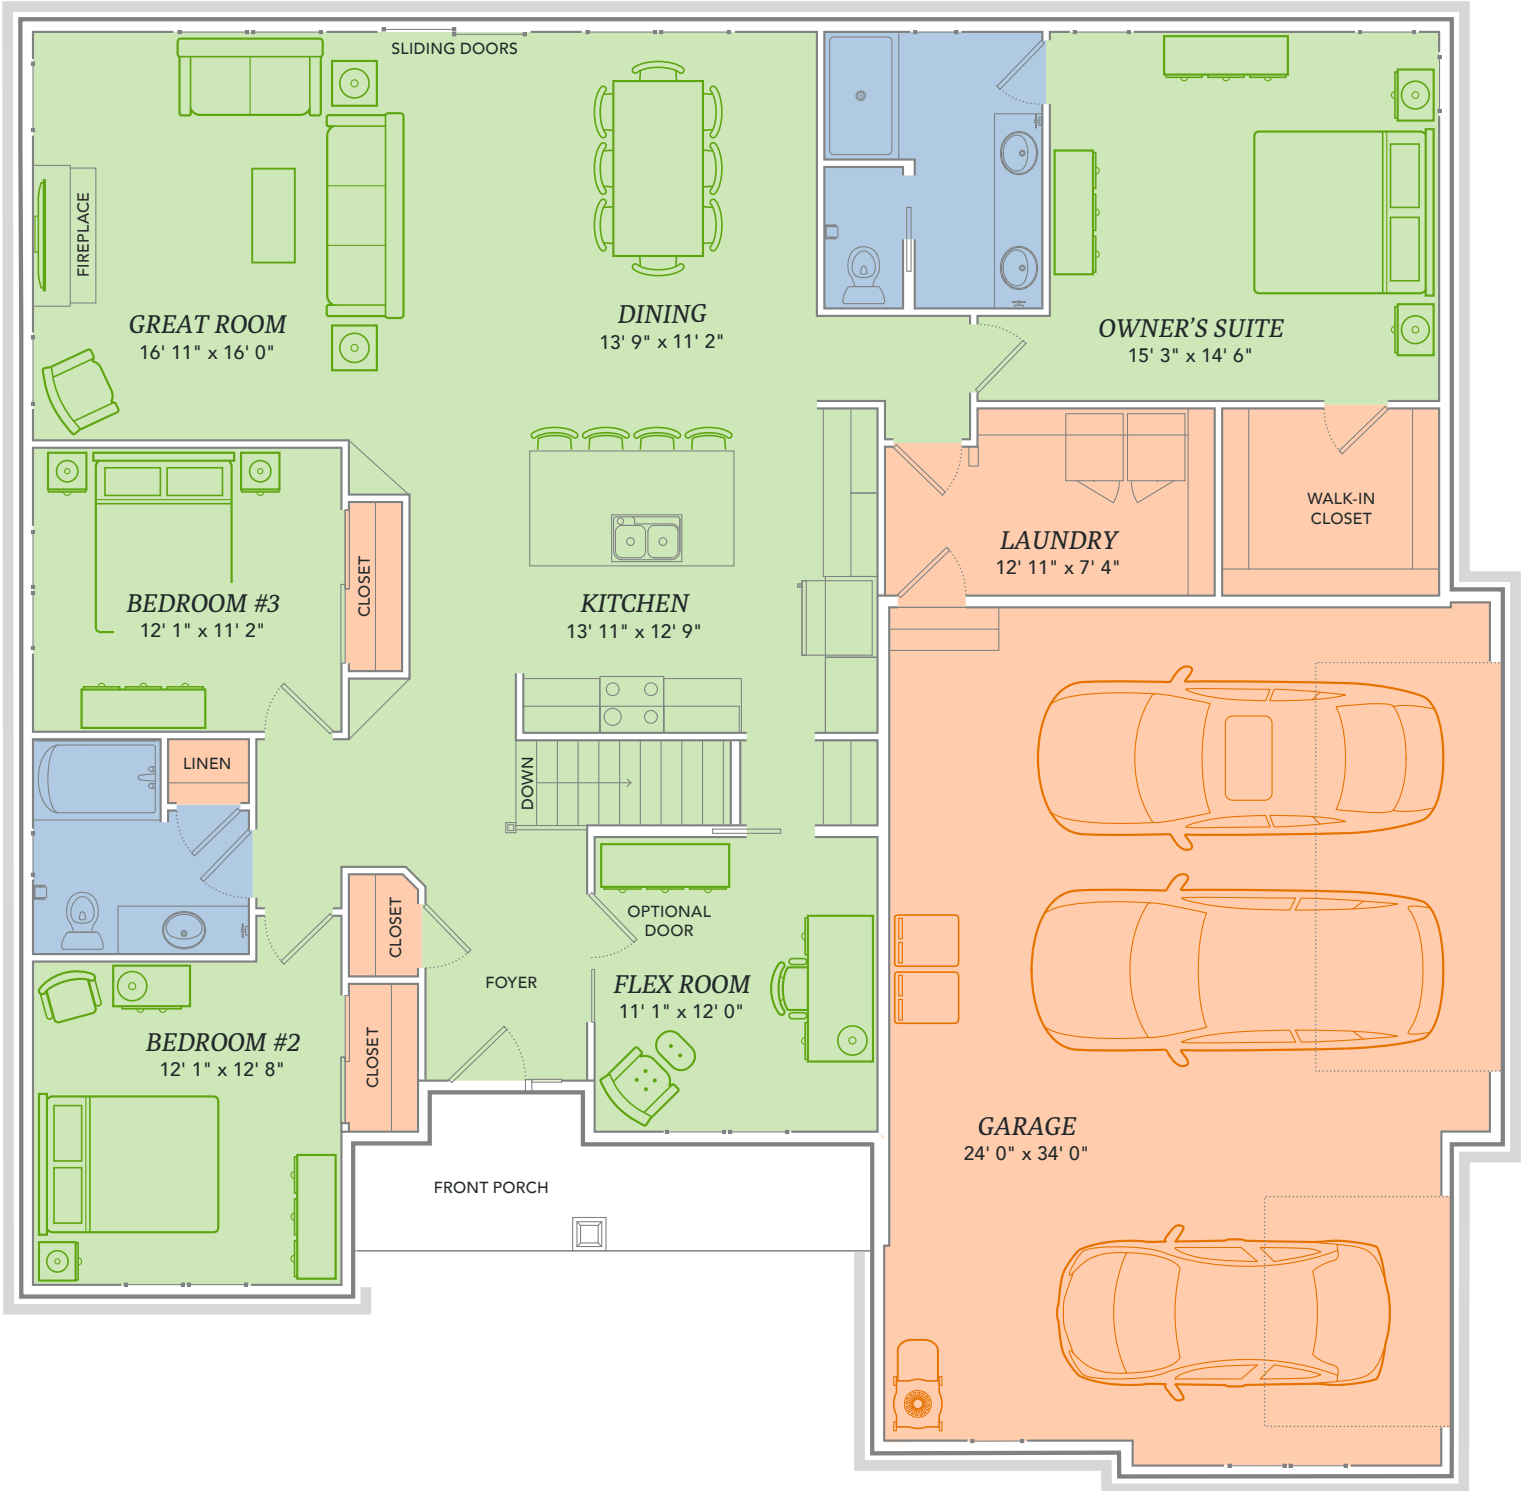 SLIDING DOORS
FIREPLACE
GREAT ROOM
16' 11" x 16' 0"
DINING
13' 9" x 11' 2"
OWNER'S SUITE
15' 3" x 14' 6"
WALK-IN
CLOSET
LAUNDRY
12' 11" x 7' 4"
CLOSET
BEDROOM #3
12' 1" x 11' 2"
KITCHEN
13' 11" x 12' 9"
LINEN
DOWN
CLOSET
OPTIONAL
DOOR
FOYER
FLEX ROOM
11' 1" x 12' 0"
BEDROOM #2
12' 1" x 12' 8"
CLOSET
GARAGE
24' 0" x 34' 0"
FRONT PORCH